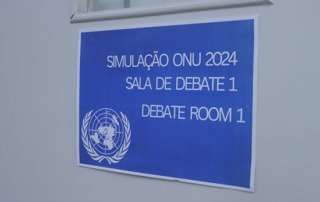 SIMULAÇÃO ONU 2024
SALA DE DEBATE 1
DEBATE ROOM 1